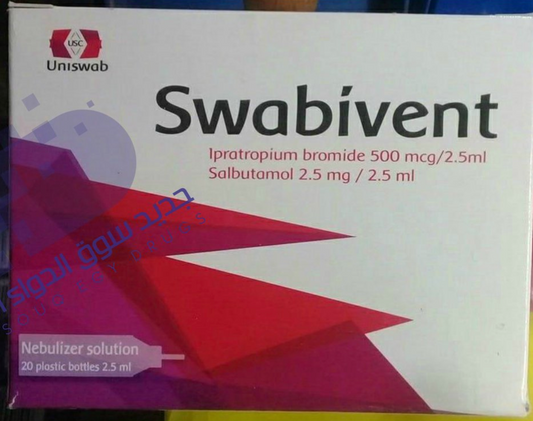 USC
Uniswab
Swabivent
Ipratropium bromide 500 mcg/2.5ml
Salbutamol 2.5 mg / 2.5 ml
جديد سوق الدواء
Nebulizer solution
20 plastic bottles 2.5 ml